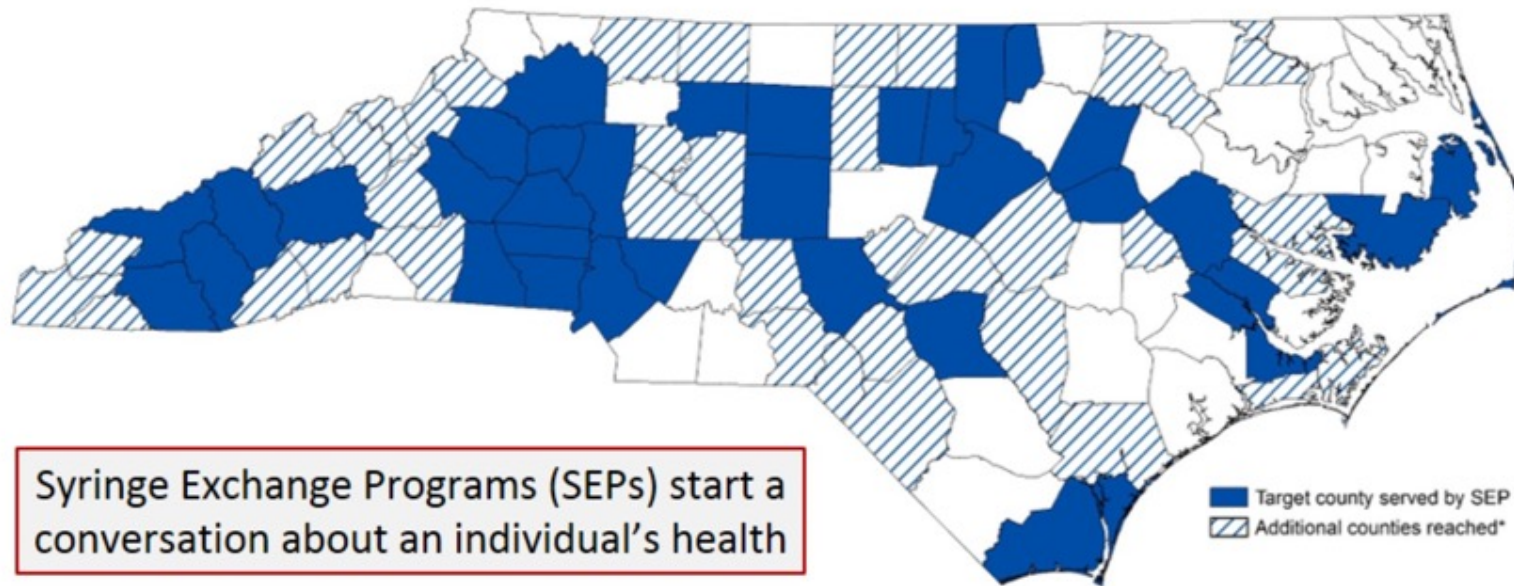 Syringe Exchange Programs (SEPs) start a
conversation about an individual’s health
Target county served by SEP
Additional counties reached*